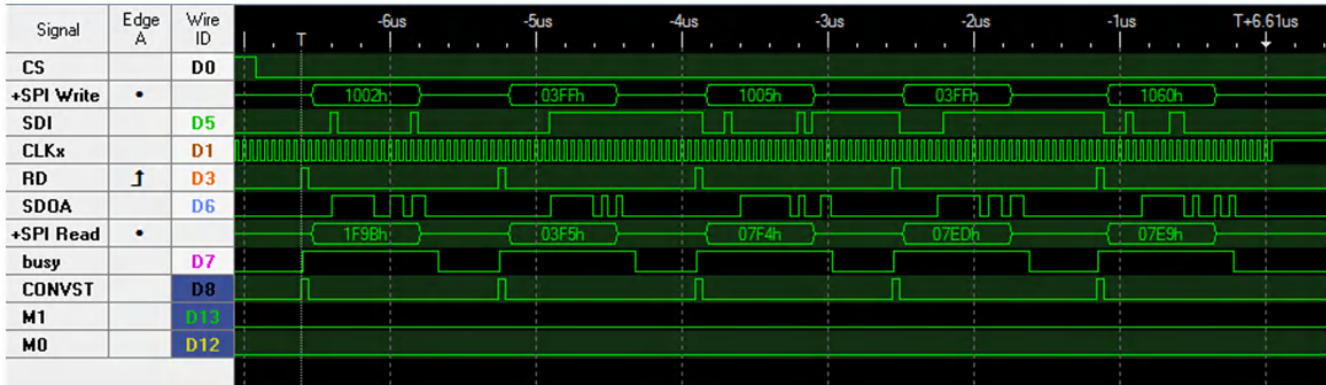 Signal Edge A Wire ID T -6us -5us -4us -3us -2us -1us T+6.61us
CS D0
+SPI Write • 1002h 03FFh 1005h 03FFh 1060h
SDI D5
CLKx D1
RD D3
SDOA D6
+SPI Read • 1F9Bh 03F5h 07F4h 07EDh 07E9h
busy D7
CONVST D8
M1 D13
M0 D12